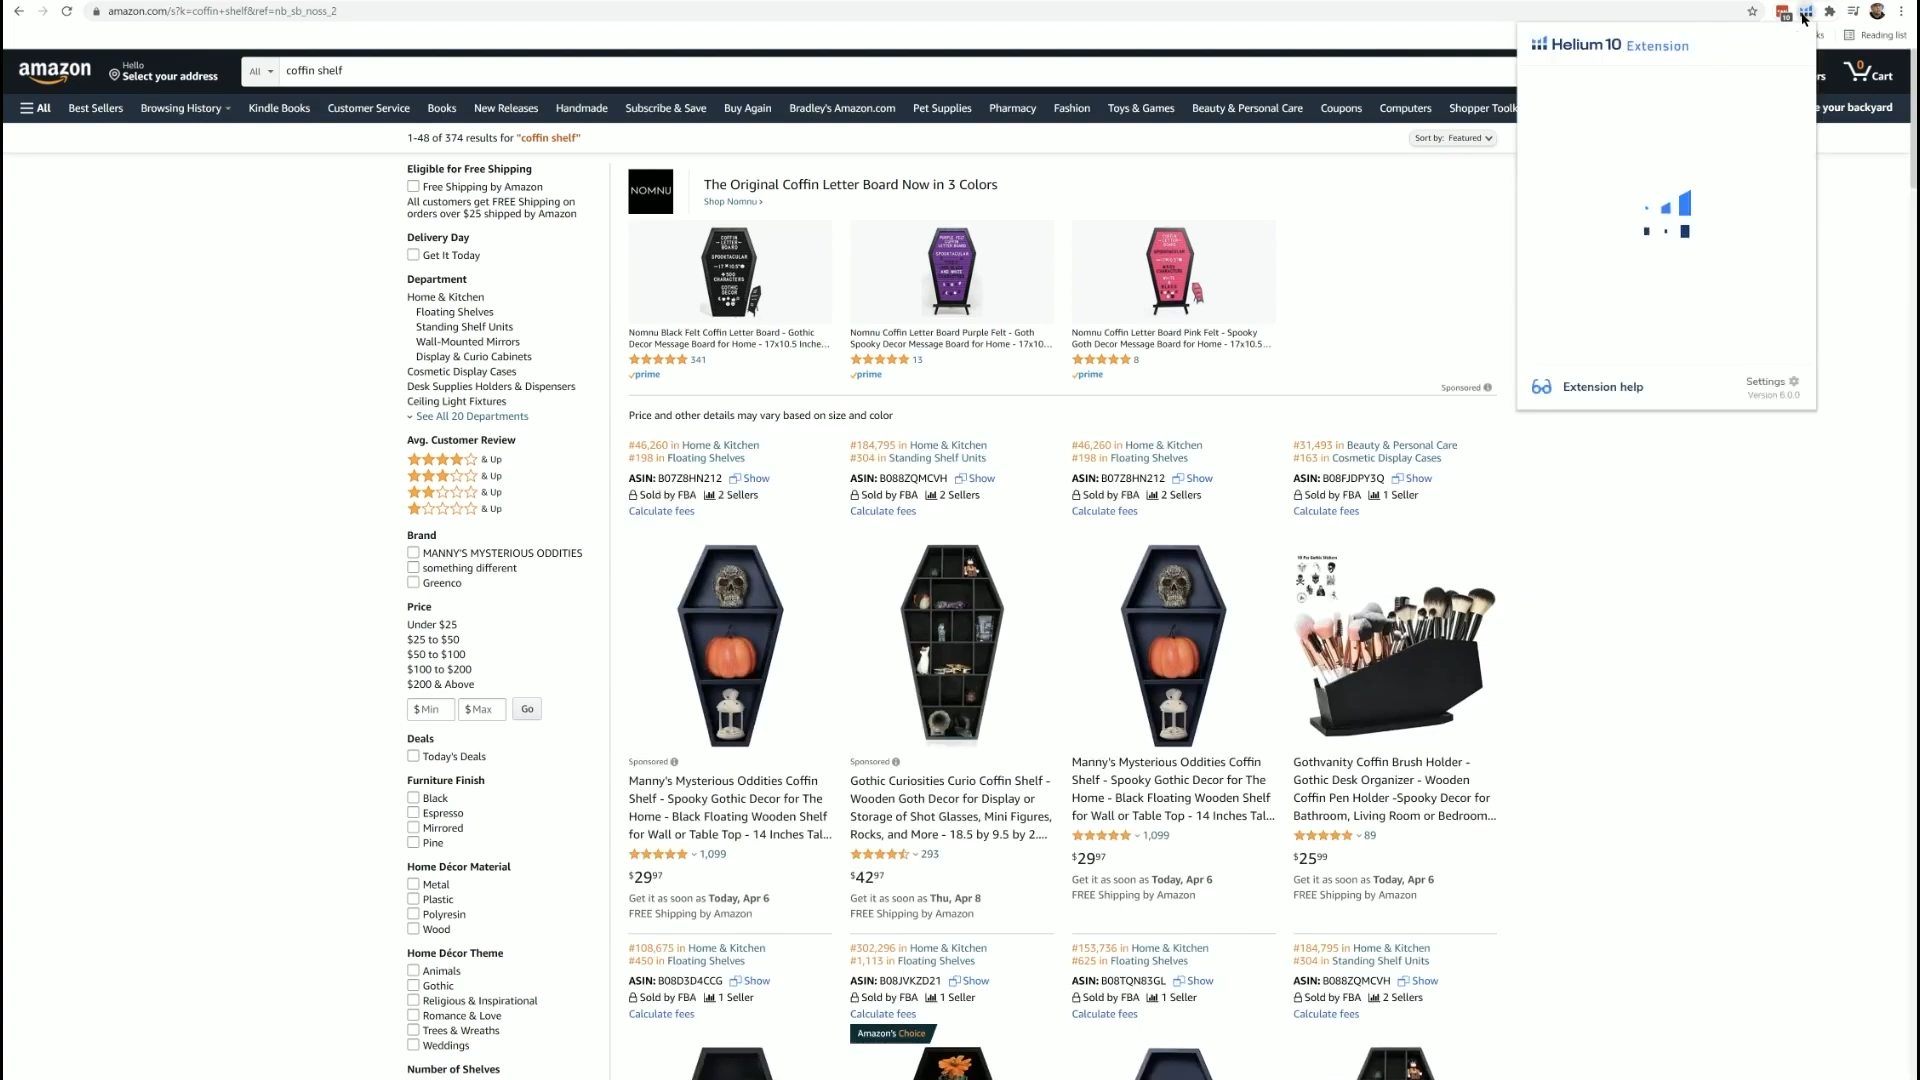 amazon.com/s?k=coffin+shelf&ref=nb_sb_noss_2
10
Reading list
Helium 10 Extension
Extension help
Settings
Version 6.0.0
amazon
Hello
Select your address
All
coffin shelf
0
Cart
All
Best Sellers
Browsing History
Kindle Books
Customer Service
Books
New Releases
Handmade
Subscribe & Save
Buy Again
Bradley's Amazon.com
Pet Supplies
Pharmacy
Fashion
Toys & Games
Beauty & Personal Care
Coupons
Computers
Shopper Toolk
e your backyard
1-48 of 374 results for "coffin shelf"
Sort by: Featured
Eligible for Free Shipping
Free Shipping by Amazon
All customers get FREE Shipping on
orders over $25 shipped by Amazon
Delivery Day
Get It Today
Department
Home & Kitchen
Floating Shelves
Standing Shelf Units
Wall-Mounted Mirrors
Display & Curio Cabinets
Cosmetic Display Cases
Desk Supplies Holders & Dispensers
Ceiling Light Fixtures
See All 20 Departments
Avg. Customer Review
& Up
& Up
& Up
& Up
Brand
MANNY'S MYSTERIOUS ODDITIES
something different
Greenco
Price
Under $25
$25 to $50
$50 to $100
$100 to $200
$200 & Above
$ Min
$ Max
Go
Deals
Today's Deals
Furniture Finish
Black
Espresso
Mirrored
Pine
Home Décor Material
Metal
Plastic
Polyresin
Wood
Home Décor Theme
Animals
Gothic
Religious & Inspirational
Romance & Love
Trees & Wreaths
Weddings
Number of Shelves
NOMNU
The Original Coffin Letter Board Now in 3 Colors
Shop Nomnu ›
COFFIN
LETTER
BOARD
SPOOKTACULAR
Nomnu Black Felt Coffin Letter Board - Gothic
Decor Message Board for Home - 17x10.5 Inche...
341
prime
Nomnu Coffin Letter Board Purple Felt - Goth
Spooky Decor Message Board for Home - 17x10...
13
prime
Nomnu Coffin Letter Board Pink Felt - Spooky
Goth Decor Message Board for Home - 17x10.5...
8
prime
Sponsored
Price and other details may vary based on size and color
#46,260 in Home & Kitchen
#198 in Floating Shelves
ASIN: B07Z8HN212 Show
Sold by FBA 2 Sellers
Calculate fees
#184,795 in Home & Kitchen
#304 in Standing Shelf Units
ASIN: B088ZQMCVH Show
Sold by FBA 2 Sellers
Calculate fees
#46,260 in Home & Kitchen
#198 in Floating Shelves
ASIN: B07Z8HN212 Show
Sold by FBA 2 Sellers
Calculate fees
#31,493 in Beauty & Personal Care
#163 in Cosmetic Display Cases
ASIN: B08FJDPY3Q Show
Sold by FBA 1 Seller
Calculate fees
Sponsored
Manny's Mysterious Oddities Coffin
Shelf - Spooky Gothic Decor for The
Home - Black Floating Wooden Shelf
for Wall or Table Top - 14 Inches Tal...
1,099
$29 97
Get it as soon as Today, Apr 6
FREE Shipping by Amazon
Sponsored
Gothic Curiosities Curio Coffin Shelf -
Wooden Goth Decor for Display or
Storage of Shot Glasses, Mini Figures,
Rocks, and More - 18.5 by 9.5 by 2....
293
$42 97
Get it as soon as Thu, Apr 8
FREE Shipping by Amazon
Manny's Mysterious Oddities Coffin
Shelf - Spooky Gothic Decor for The
Home - Black Floating Wooden Shelf
for Wall or Table Top - 14 Inches Tal...
1,099
$29 97
Get it as soon as Today, Apr 6
FREE Shipping by Amazon
Gothvanity Coffin Brush Holder -
Gothic Desk Organizer - Wooden
Coffin Pen Holder -Spooky Decor for
Bathroom, Living Room or Bedroom...
89
$25 99
Get it as soon as Today, Apr 6
FREE Shipping by Amazon
#108,675 in Home & Kitchen
#450 in Floating Shelves
ASIN: B08D3D4CCG Show
Sold by FBA 1 Seller
Calculate fees
#302,296 in Home & Kitchen
#1,113 in Floating Shelves
ASIN: B08JVKZD21 Show
Sold by FBA 1 Seller
Calculate fees
Amazon's Choice
#153,736 in Home & Kitchen
#625 in Floating Shelves
ASIN: B08TQN83GL Show
Sold by FBA 1 Seller
Calculate fees
#184,795 in Home & Kitchen
#304 in Standing Shelf Units
ASIN: B088ZQMCVH Show
Sold by FBA 2 Sellers
Calculate fees